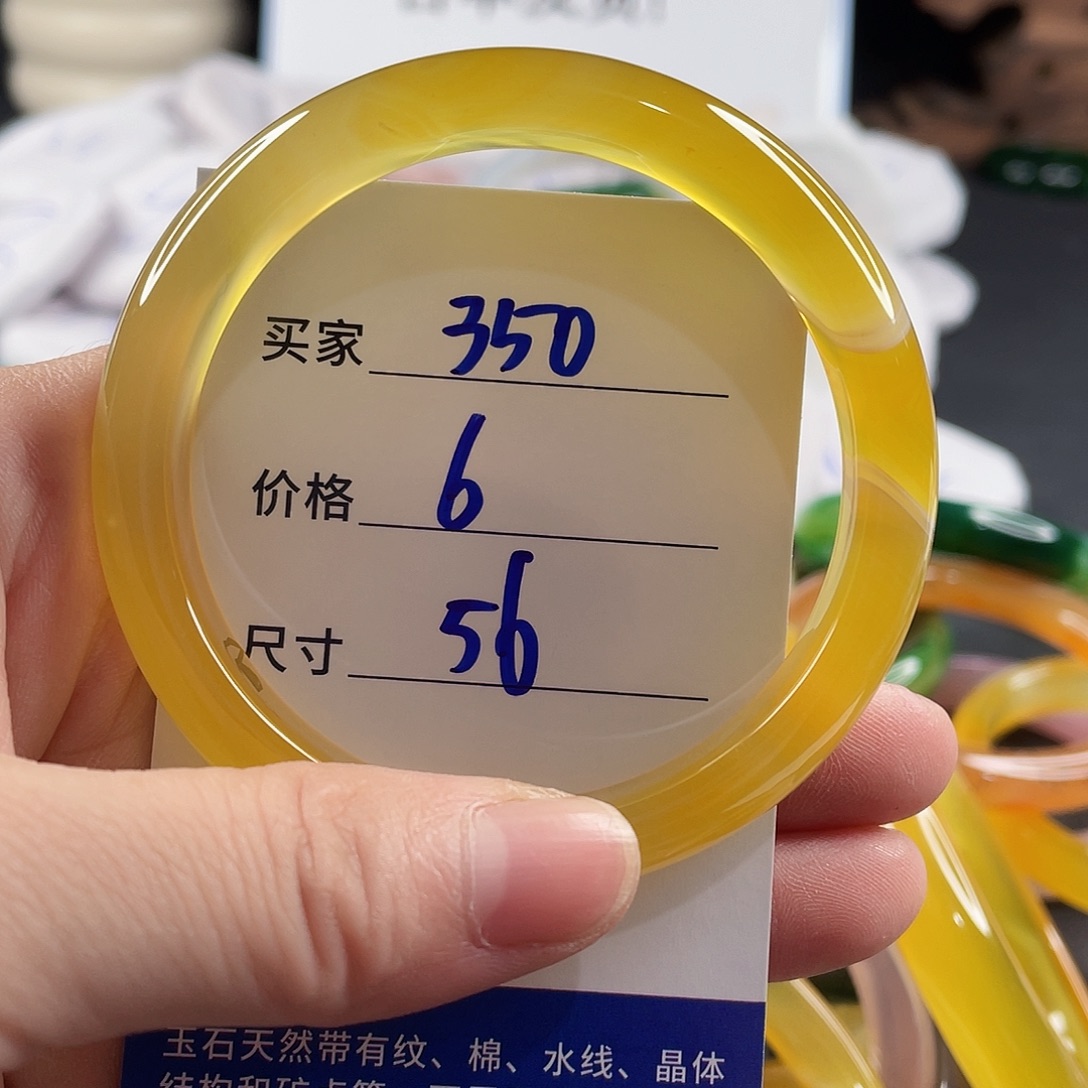 买家 350
价格 6
尺寸 56
玉石天然带有纹、棉、水线、晶体